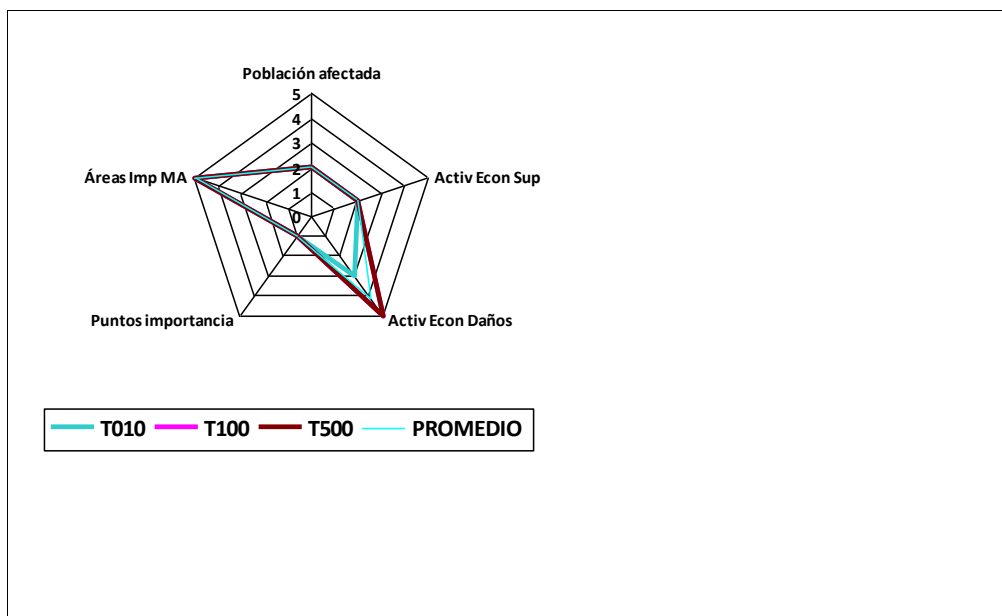 Población afectada
5
4
3
2
1
0
Áreas Imp MA
Activ Econ Sup
Puntos importancia
Activ Econ Daños
T010 T100 T500 PROMEDIO